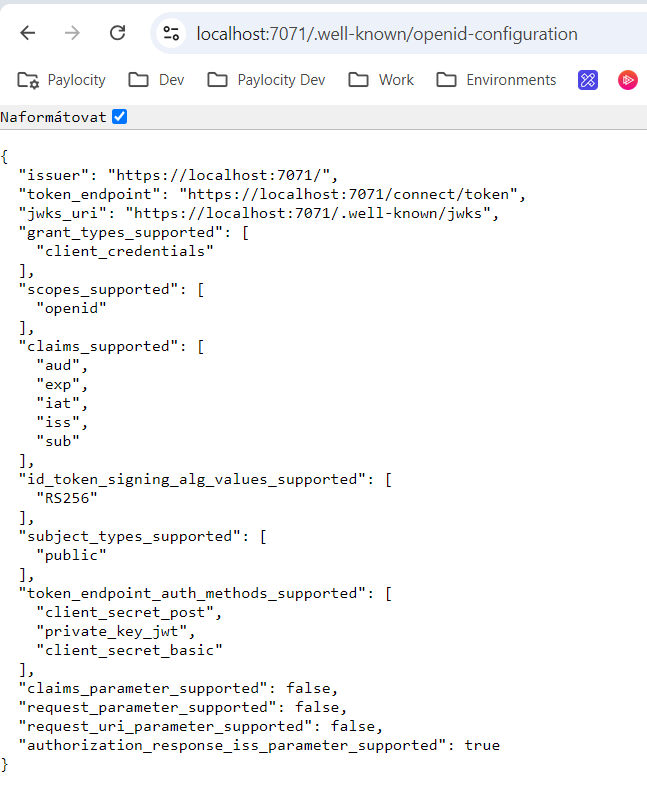 localhost:7071/.well-known/openid-configuration
Paylocity Dev Paylocity Dev Work Environments
Naformátovat
{
  "issuer": "https://localhost:7071/",
  "token_endpoint": "https://localhost:7071/connect/token",
  "jwks_uri": "https://localhost:7071/.well-known/jwks",
  "grant_types_supported": [
    "client_credentials"
  ],
  "scopes_supported": [
    "openid"
  ],
  "claims_supported": [
    "aud",
    "exp",
    "iat",
    "iss",
    "sub"
  ],
  "id_token_signing_alg_values_supported": [
    "RS256"
  ],
  "subject_types_supported": [
    "public"
  ],
  "token_endpoint_auth_methods_supported": [
    "client_secret_post",
    "private_key_jwt",
    "client_secret_basic"
  ],
  "claims_parameter_supported": false,
  "request_parameter_supported": false,
  "request_uri_parameter_supported": false,
  "authorization_response_iss_parameter_supported": true
}